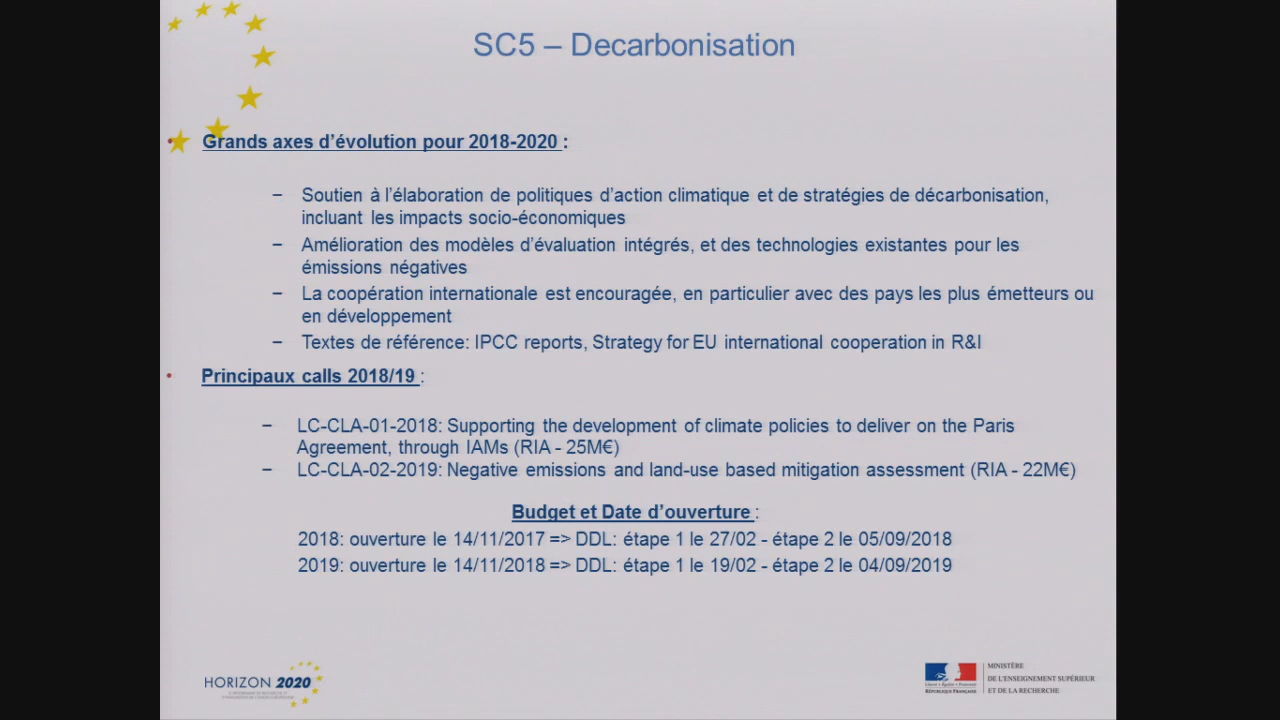 SC5 – Decarbonisation
• Grands axes d'évolution pour 2018-2020 :
– Soutien à l'élaboration de politiques d'action climatique et de stratégies de décarbonisation,
incluant les impacts socio-économiques
– Amélioration des modèles d'évaluation intégrés, et des technologies existantes pour les
émissions négatives
– La coopération internationale est encouragée, en particulier avec des pays les plus émetteurs ou
en développement
– Textes de référence: IPCC reports, Strategy for EU international cooperation in R&I
• Principaux calls 2018/19 :
– LC-CLA-01-2018: Supporting the development of climate policies to deliver on the Paris
Agreement, through IAMs (RIA - 25M€)
– LC-CLA-02-2019: Negative emissions and land-use based mitigation assessment (RIA - 22M€)
Budget et Date d'ouverture :
2018: ouverture le 14/11/2017 => DDL: étape 1 le 27/02 - étape 2 le 05/09/2018
2019: ouverture le 14/11/2018 => DDL: étape 1 le 19/02 - étape 2 le 04/09/2019
HORIZON 2020
Liberté • Égalité • Fraternité
RÉPUBLIQUE FRANÇAISE
MINISTÈRE
DE L'ENSEIGNEMENT SUPÉRIEUR
ET DE LA RECHERCHE